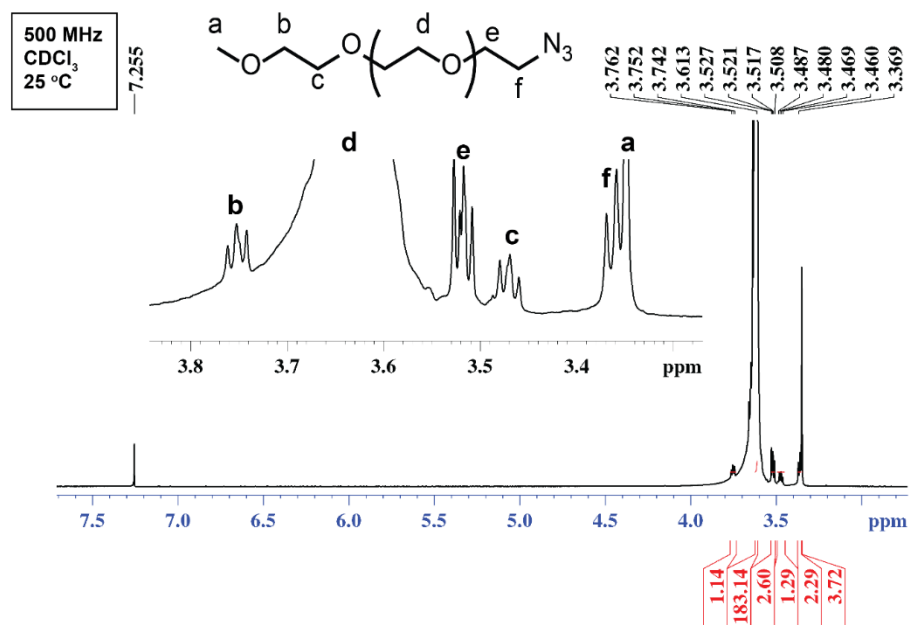 500 MHz
CDCl₃
25 °C
7.255
a
b
c
d
e
f
O
O
O
N₃
3.762
3.752
3.742
3.613
3.527
3.521
3.517
3.508
3.487
3.480
3.469
3.460
3.369
b
d
e
c
f
a
3.8 3.7 3.6 3.5 3.4 ppm
7.5 7.0 6.5 6.0 5.5 5.0 4.5 4.0 3.5 ppm
1.14
183.14
2.60
1.29
2.29
3.72